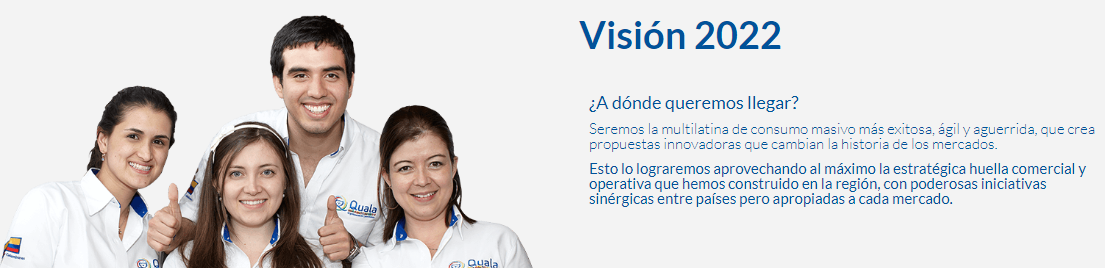 Visión 2022
¿A dónde queremos llegar?
Seremos la multilatina de consumo masivo más exitosa, ágil y aguerrida, que crea
propuestas innovadoras que cambian la historia de los mercados.
Esto lo lograremos aprovechando al máximo la estratégica huella comercial y
operativa que hemos construido en la región, con poderosas iniciativas
sinérgicas entre países pero apropiadas a cada mercado.
Quala
Quala